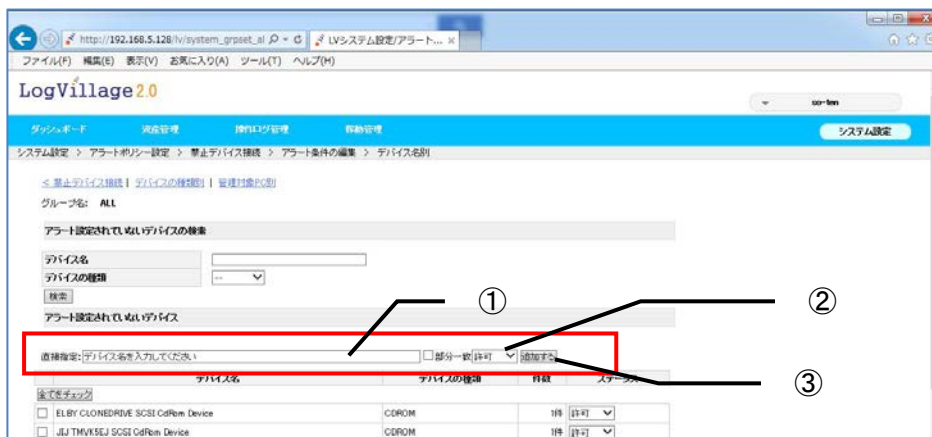 http://192.168.5.128/lv/system_grpset_al
LVシステム設定/アラート... ×
ファイル(F) 編集(E) 表示(V) お気に入り(A) ツール(T) ヘルプ(H)
LogVillage 2.0
so-ten
ダッシュボード 資産管理 操作ログ管理 稼動管理 システム設定
システム設定 > アラートポリシー設定 > 禁止デバイス接続 > アラート条件の編集 > デバイス名別
< 禁止デバイス接続 | デバイスの種類別 | 管理対象PC別
グループ名: ALL
アラート設定されていないデバイスの検索
デバイス名
デバイスの種類 --
検索
① ②
アラート設定されていないデバイス
直接指定: デバイス名を入力してください 部分一致 許可 追加する
③
デバイス名 デバイスの種類 件数 ステータス
全てをチェック
ELBY CLONEDRIVE SCSI CdRom Device CDROM 1件 許可
JLJ TMVK5EJ SCSI CdRom Device CDROM 1件 許可